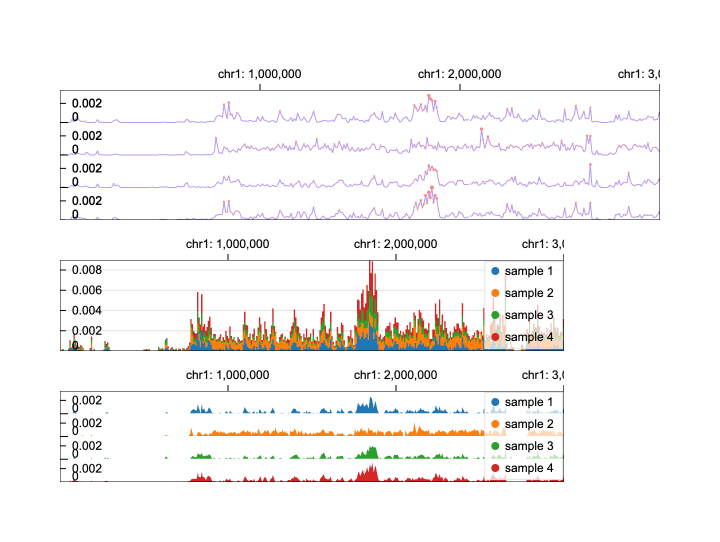 chr1: 1,000,000 chr1: 2,000,000 chr1: 3,0
0.002
0
0.002
0
0.002
0
0.002
0
chr1: 1,000,000 chr1: 2,000,000 chr1: 3,0
0.008 sample 1
0.006 sample 2
0.004 sample 3
0.002 sample 4
0
chr1: 1,000,000 chr1: 2,000,000 chr1: 3,0
0.002 sample 1
0
0.002 sample 2
0
0.002 sample 3
0
0.002 sample 4
0